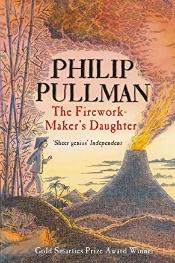 PHILIP
PULLMAN
The Firework-
Maker's Daughter
'Sheer genius' Independent
Gold Smarties Prize Award Winner